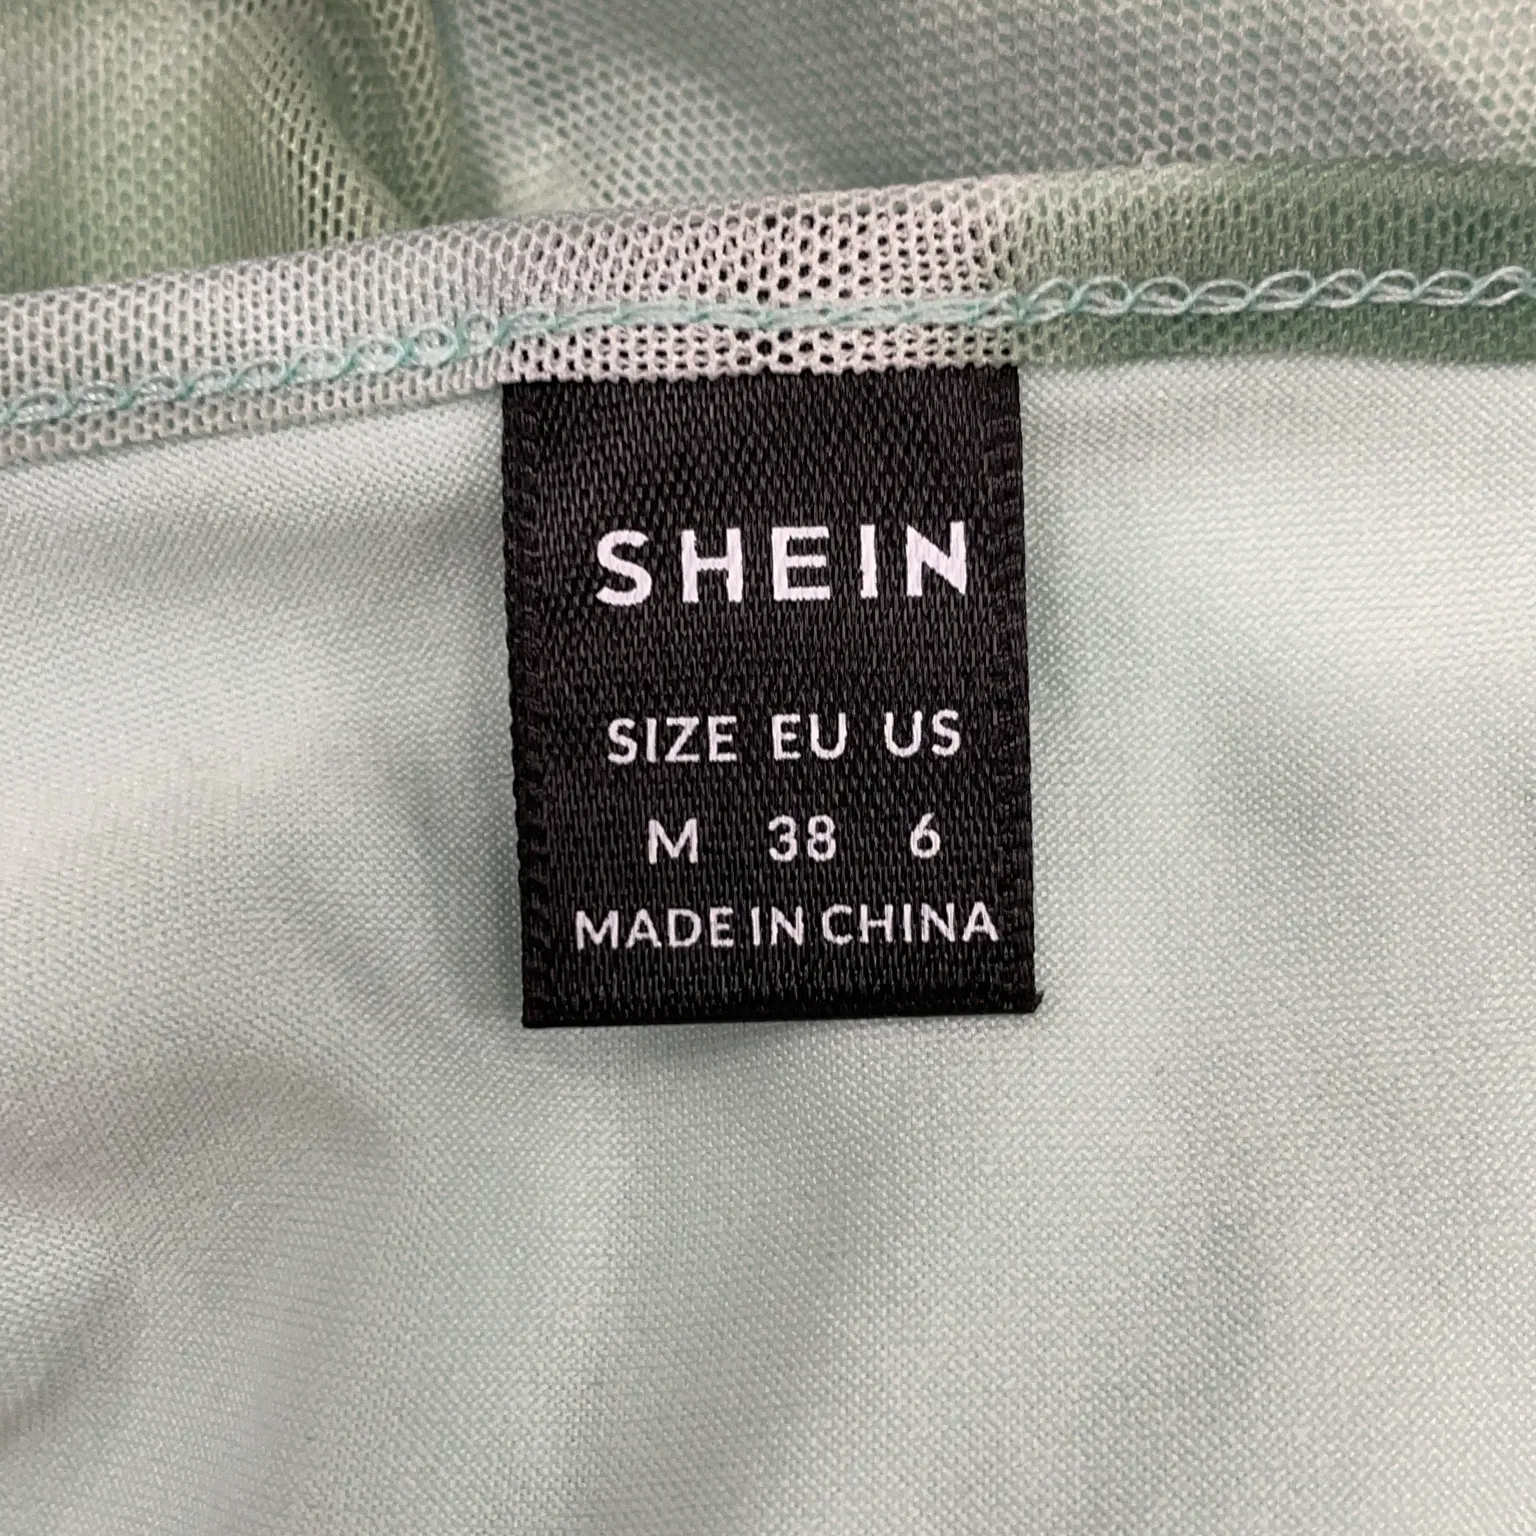 SHEIN
SIZE EU US
M 38 6
MADE IN CHINA